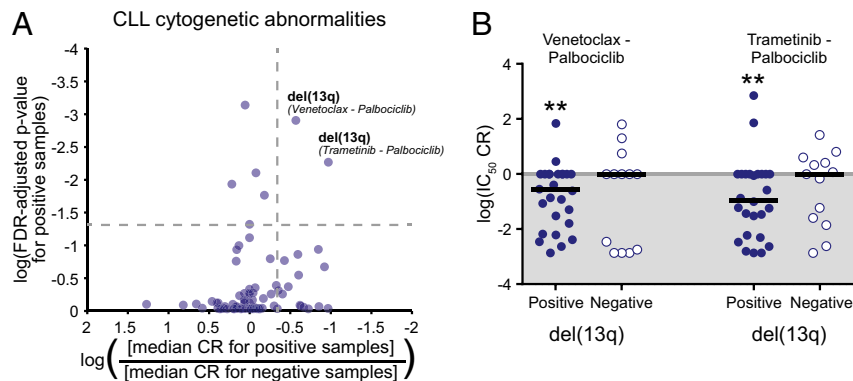 A
CLL cytogenetic abnormalities
log(FDR-adjusted p-value
for positive samples)
-4
-3.5
-3
-2.5
-2
-1.5
-1
-0.5
0
del(13q)
(Venetoclax - Palbociclib)
del(13q)
(Trametinib - Palbociclib)
2 1.5 1 0.5 0 -0.5 -1 -1.5 -2
log([median CR for positive samples]
[median CR for negative samples])
B
Venetoclax - Trametinib -
Palbociclib Palbociclib
log(IC50 CR)
4
2
-2
-2
-4
** **
Positive Negative Positive Negative
del(13q) del(13q)